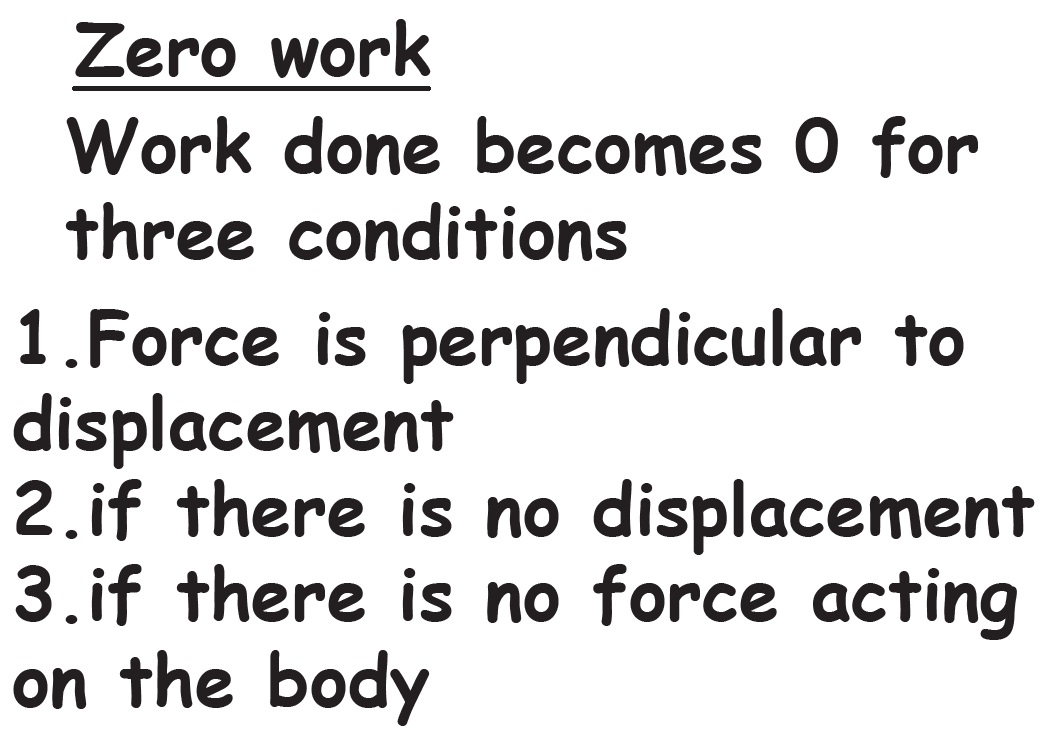 Zero work
Work done becomes 0 for
three conditions
1.Force is perpendicular to
displacement
2.if there is no displacement
3.if there is no force acting
on the body